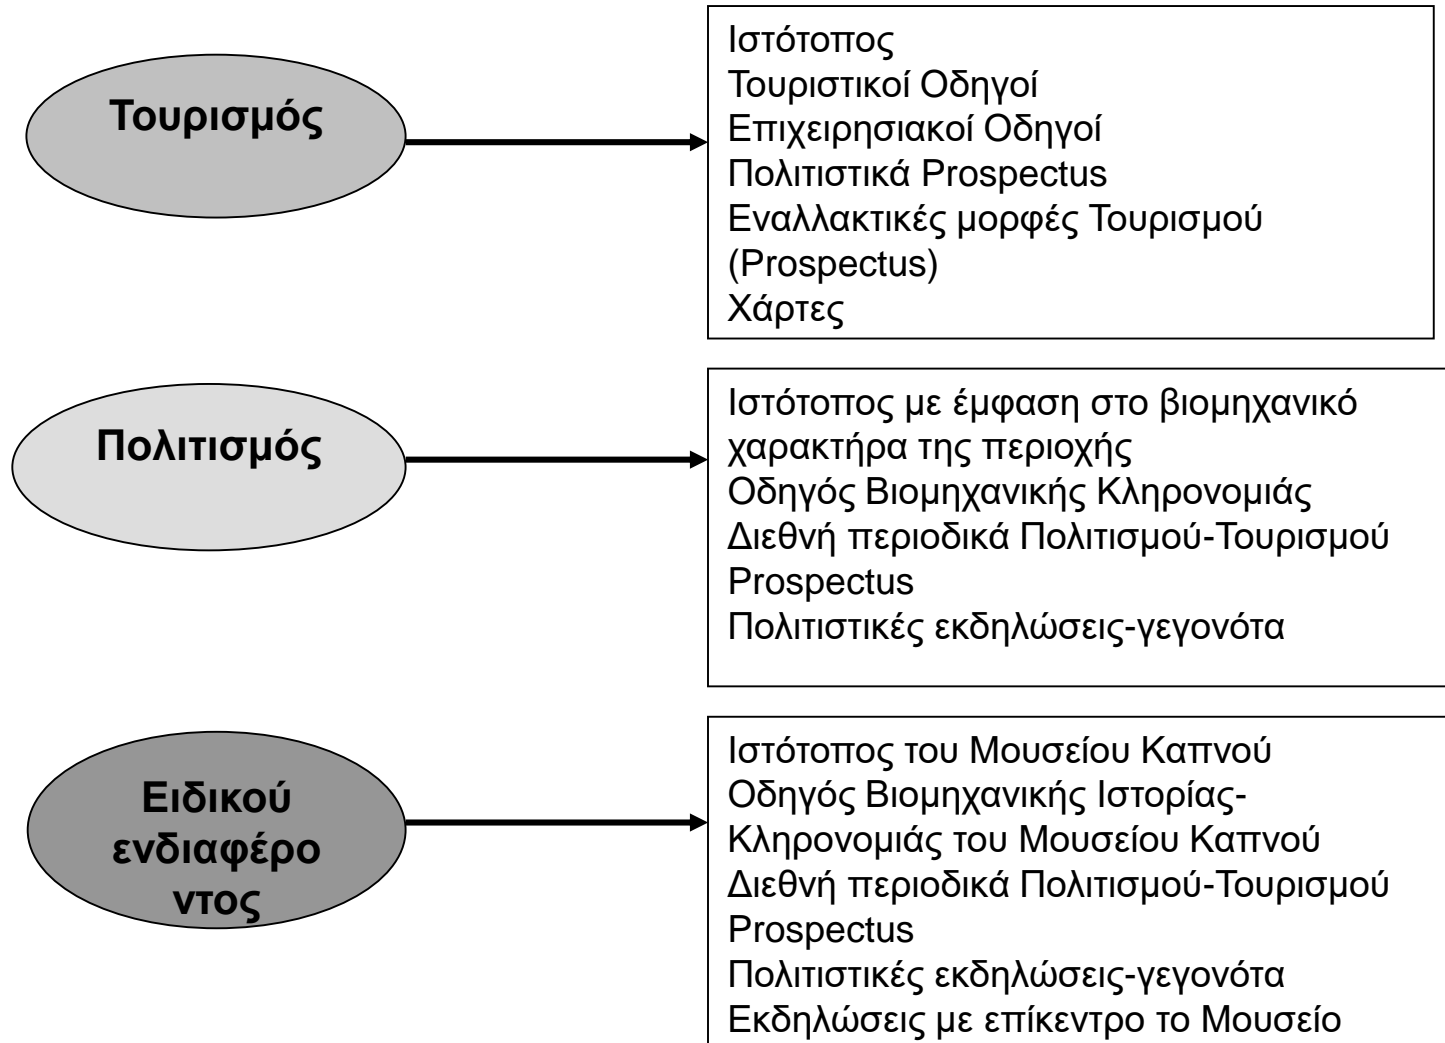 Τουρισμός
Ιστότοπος
Τουριστικοί Οδηγοί
Επιχειρησιακοί Οδηγοί
Πολιτιστικά Prospectus
Εναλλακτικές μορφές Τουρισμού
(Prospectus)
Χάρτες
Πολιτισμός
Ιστότοπος με έμφαση στο βιομηχανικό
χαρακτήρα της περιοχής
Οδηγός Βιομηχανικής Κληρονομιάς
Διεθνή περιοδικά Πολιτισμού-Τουρισμού
Prospectus
Πολιτιστικές εκδηλώσεις-γεγονότα
Ειδικού
ενδιαφέρο
ντος
Ιστότοπος του Μουσείου Καπνού
Οδηγός Βιομηχανικής Ιστορίας-
Κληρονομιάς του Μουσείου Καπνού
Διεθνή περιοδικά Πολιτισμού-Τουρισμού
Prospectus
Πολιτιστικές εκδηλώσεις-γεγονότα
Εκδηλώσεις με επίκεντρο το Μουσείο